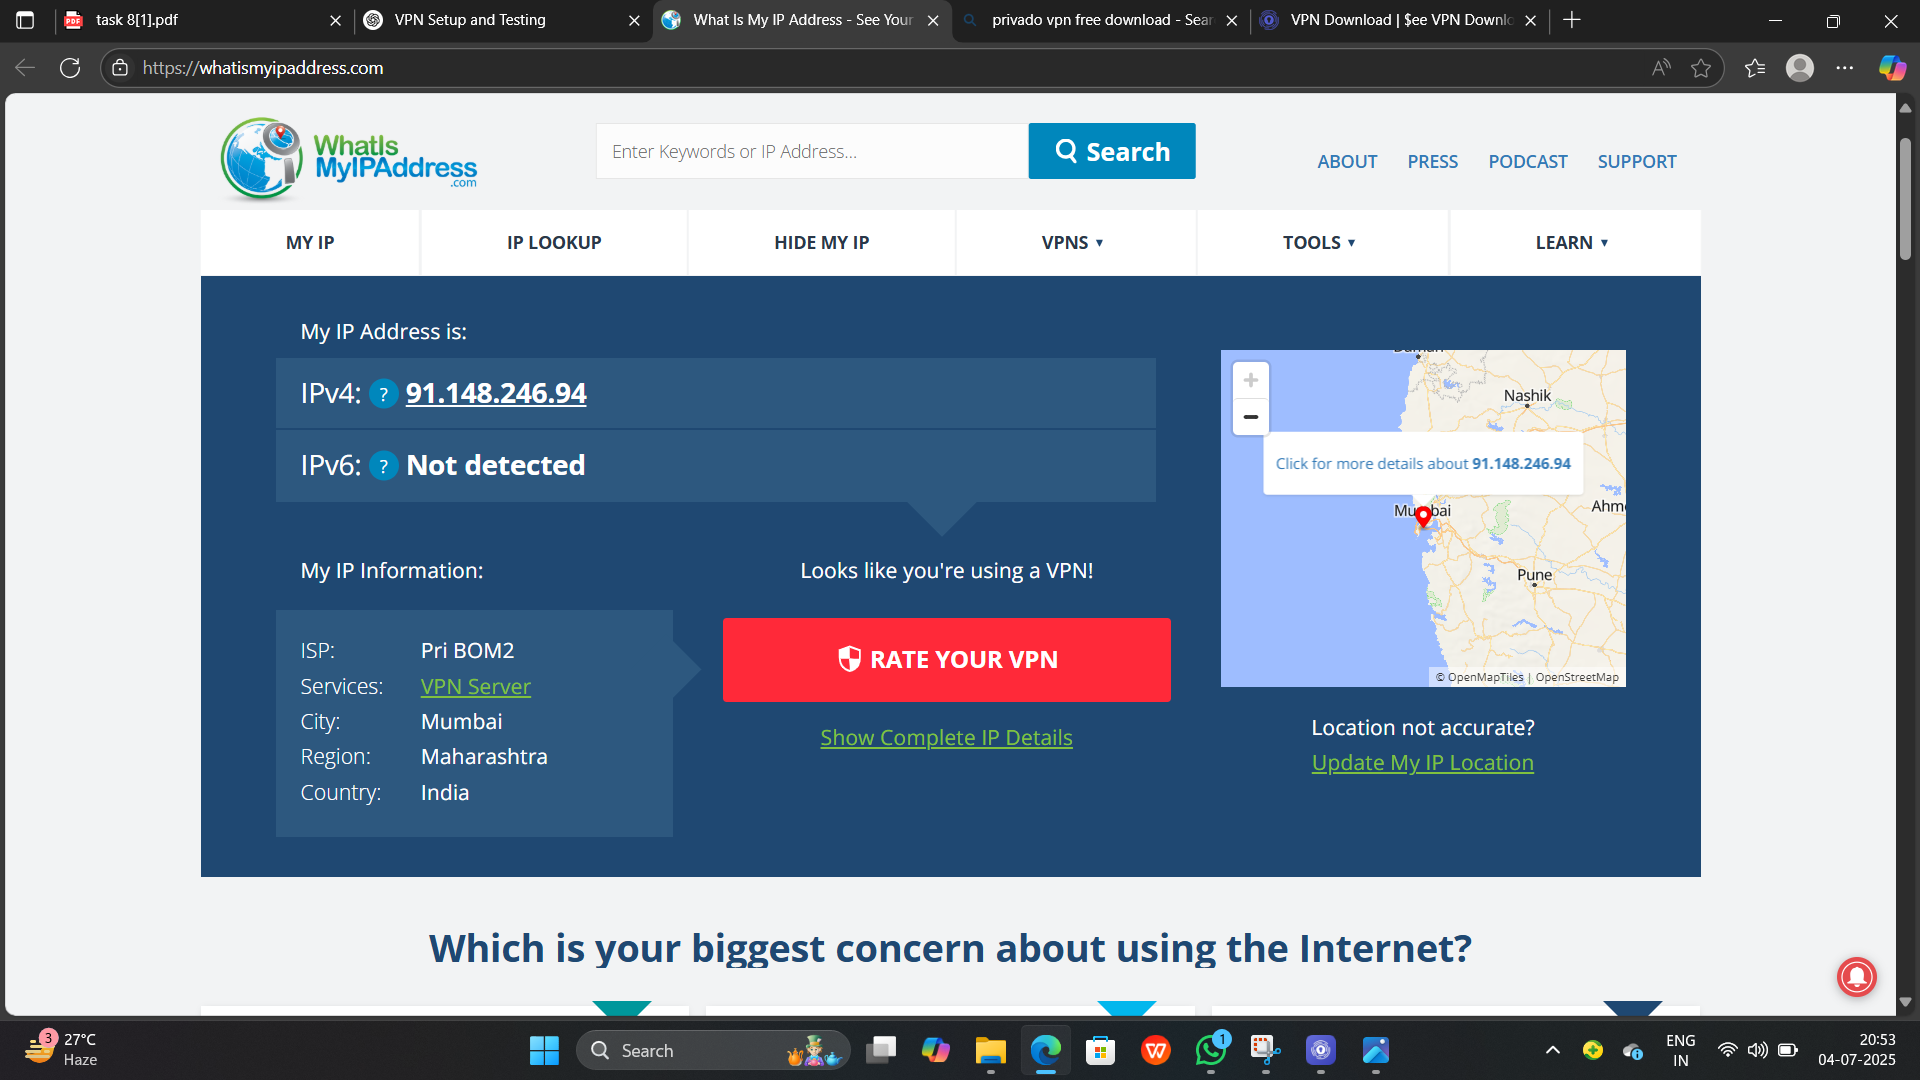 task 8[1].pdf
VPN Setup and Testing
What Is My IP Address - See Your
privado vpn free download - Sear
VPN Download | $ee VPN Downlo
https://whatismyipaddress.com
WhatIs
MyIPAddress
.com
Enter Keywords or IP Address...
Search
ABOUT
PRESS
PODCAST
SUPPORT
MY IP
IP LOOKUP
HIDE MY IP
VPNS
TOOLS
LEARN
My IP Address is:
IPv4: ? 91.148.246.94
IPv6: ? Not detected
My IP Information:
ISP: Pri BOM2
Services: VPN Server
City: Mumbai
Region: Maharashtra
Country: India
Looks like you're using a VPN!
RATE YOUR VPN
Show Complete IP Details
+
−
Nashik
Click for more details about 91.148.246.94
Mumbai
Ahm
Pune
© OpenMapTiles | OpenStreetMap
Location not accurate?
Update My IP Location
Which is your biggest concern about using the Internet?
3
27°C
Haze
Search
1
ENG
IN
20:53
04-07-2025